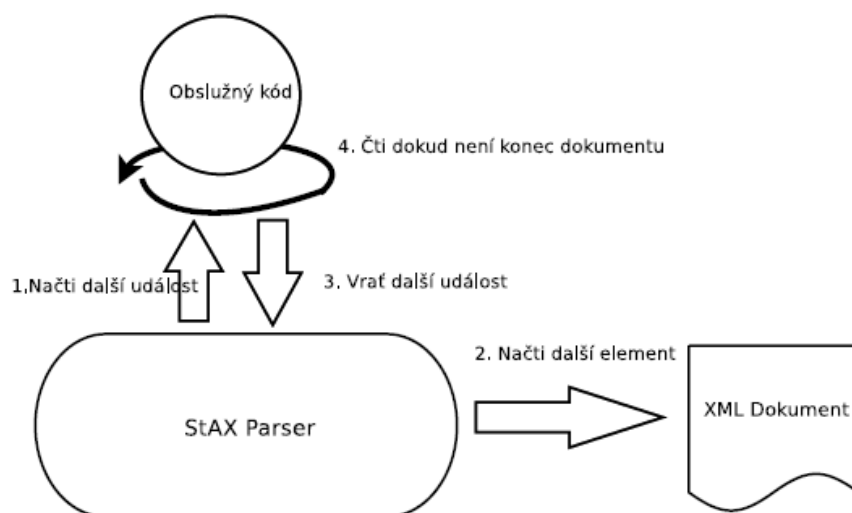 Obslužný kód
4. Čti dokud není konec dokumentu
1.Načti další událost
3. Vrať další událost
2. Načti další element
StAX Parser
XML Dokument